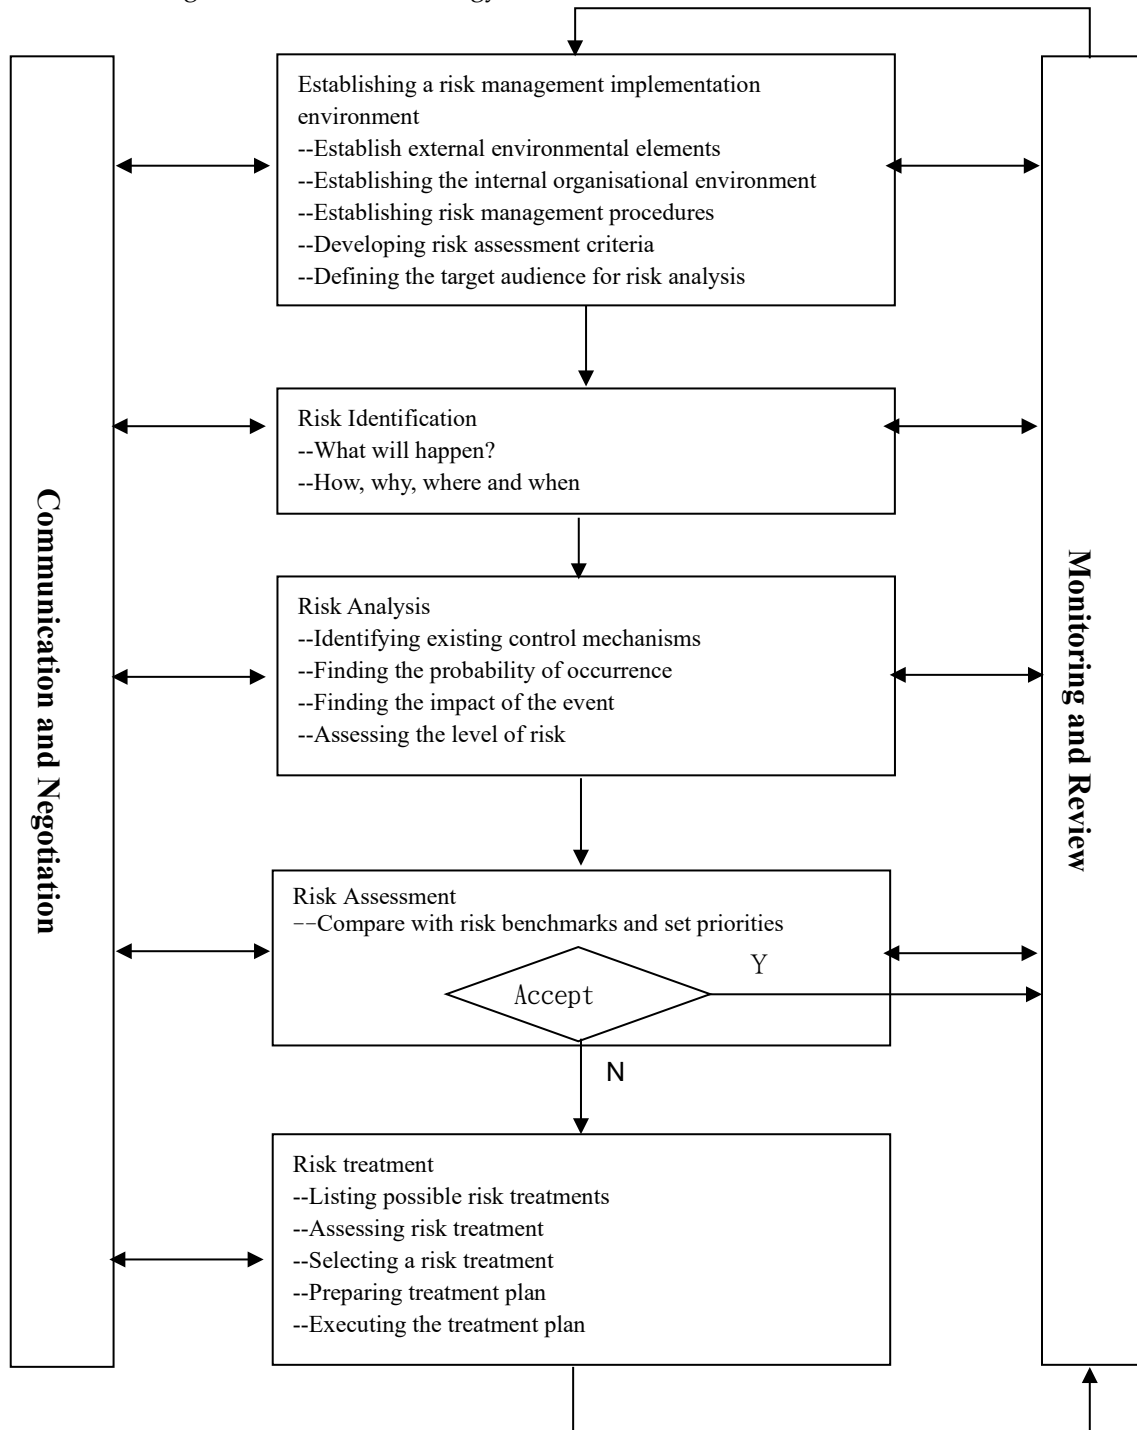 Establishing a risk management implementation
environment
--Establish external environmental elements
--Establishing the internal organisational environment
--Establishing risk management procedures
--Developing risk assessment criteria
--Defining the target audience for risk analysis
Risk Identification
--What will happen?
--How, why, where and when
Communication and Negotiation
Monitoring and Review
Risk Analysis
--Identifying existing control mechanisms
--Finding the probability of occurrence
--Finding the impact of the event
--Assessing the level of risk
Risk Assessment
--Compare with risk benchmarks and set priorities
Y
Accept
N
Risk treatment
--Listing possible risk treatments
--Assessing risk treatment
--Selecting a risk treatment
--Preparing treatment plan
--Executing the treatment plan